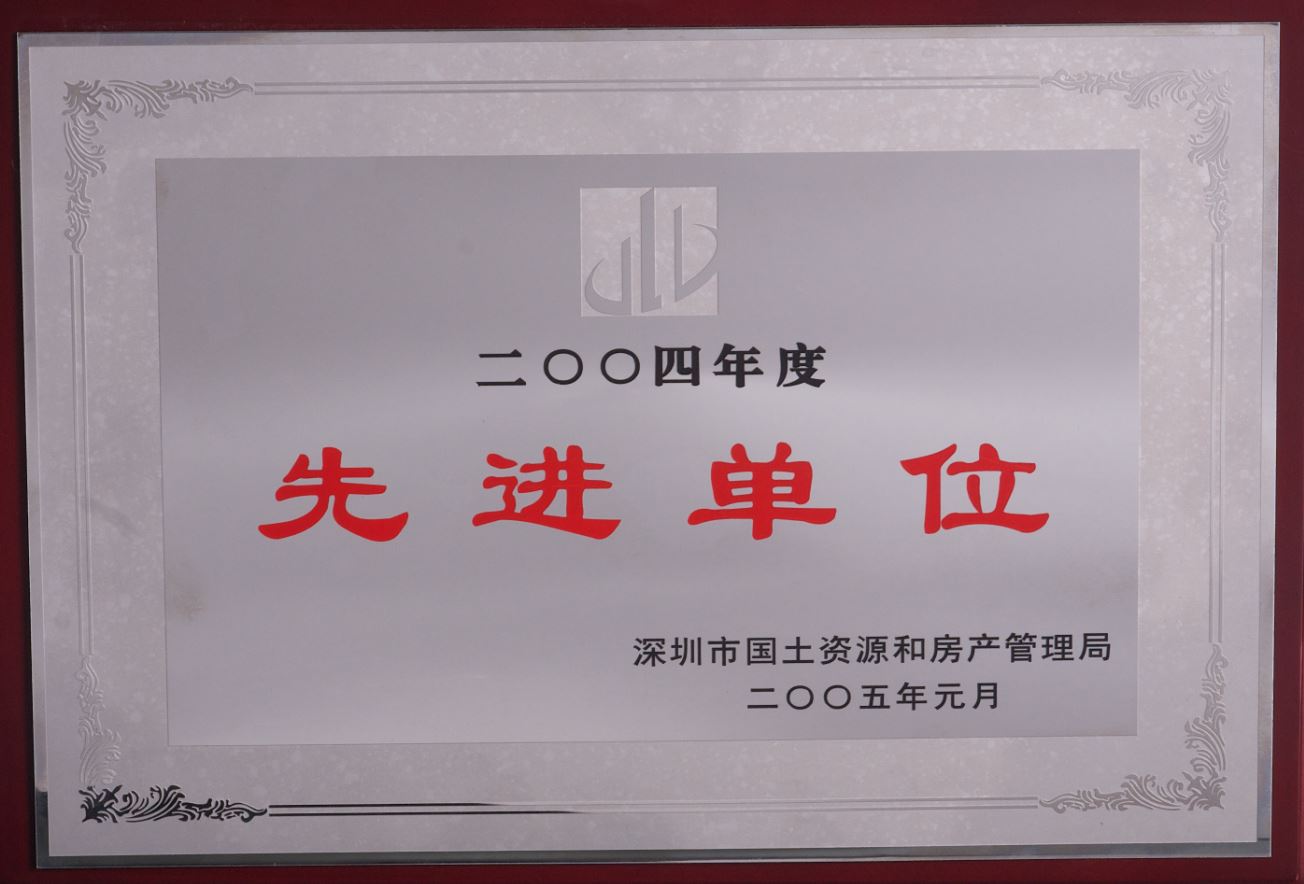 二〇〇四年度
先进单位
深圳市国土资源和房产管理局
二〇〇五年元月